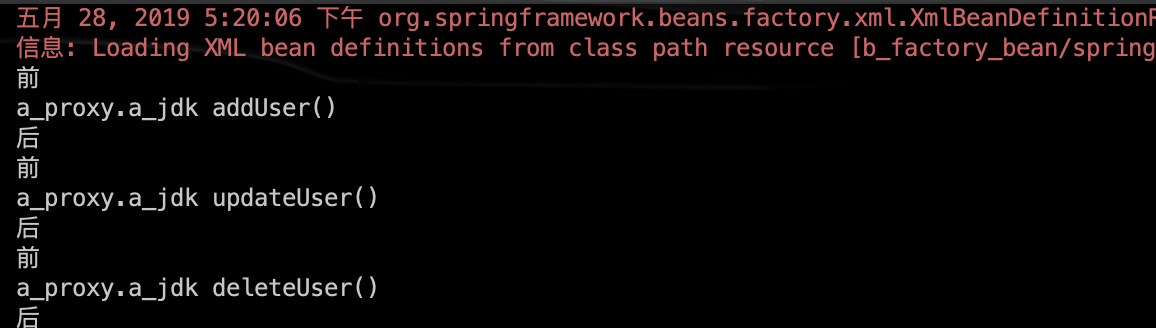 五月 28, 2019 5:20:06 下午 org.springframework.beans.factory.xml.XmlBeanDefinition
信息: Loading XML bean definitions from class path resource [b_factory_bean/spring
前
a_proxy.a_jdk addUser()
后
前
a_proxy.a_jdk updateUser()
后
前
a_proxy.a_jdk deleteUser()
后